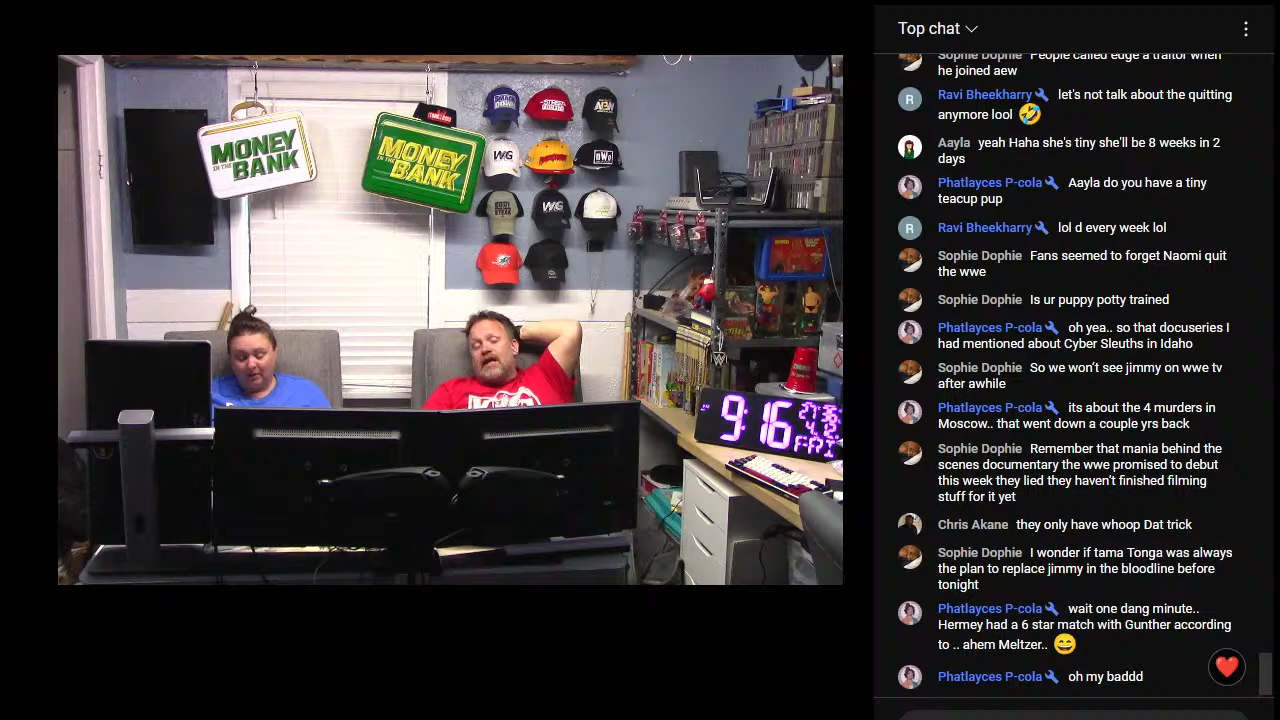 Top chat
Sophie Dophie People called edge a traitor when
he joined aew
Ravi Bheekharry let's not talk about the quitting
anymore lool
Aayla yeah Haha she's tiny she'll be 8 weeks in 2
days
Phatlayces P-cola Aayla do you have a tiny
teacup pup
Ravi Bheekharry lol d every week lol
Sophie Dophie Fans seemed to forget Naomi quit
the wwe
Sophie Dophie Is ur puppy potty trained
Phatlayces P-cola oh yea.. so that docuseries I
had mentioned about Cyber Sleuths in Idaho
Sophie Dophie So we won’t see jimmy on wwe tv
after awhile
Phatlayces P-cola its about the 4 murders in
Moscow.. that went down a couple yrs back
Sophie Dophie Remember that mania behind the
scenes documentary the wwe promised to debut
this week they lied they haven’t finished filming
stuff for it yet
Chris Akane they only have whoop Dat trick
Sophie Dophie I wonder if tama Tonga was always
the plan to replace jimmy in the bloodline before
tonight
Phatlayces P-cola wait one dang minute..
Hermey had a 6 star match with Gunther according
to .. ahem Meltzer.. 😄
Phatlayces P-cola oh my baddd
R
R
MONEY
IN THE BANK
MONEY
IN THE BANK
WG
nWo
WG
9:16
FRI